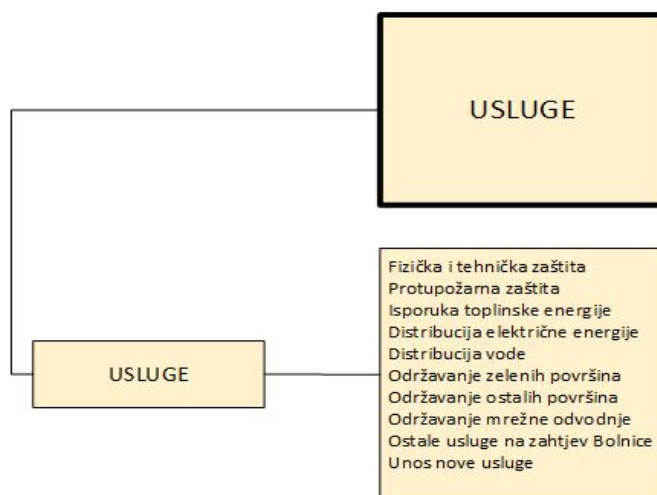 USLUGE
Fizička i tehnička zaštita
Protupožarna zaštita
Isporuka toplinske energije
Distribucija električne energije
Distribucija vode
Održavanje zelenih površina
Održavanje ostalih površina
Održavanje mrežne odvodnje
Ostale usluge na zahtjev Bolnice
Unos nove usluge
USLUGE